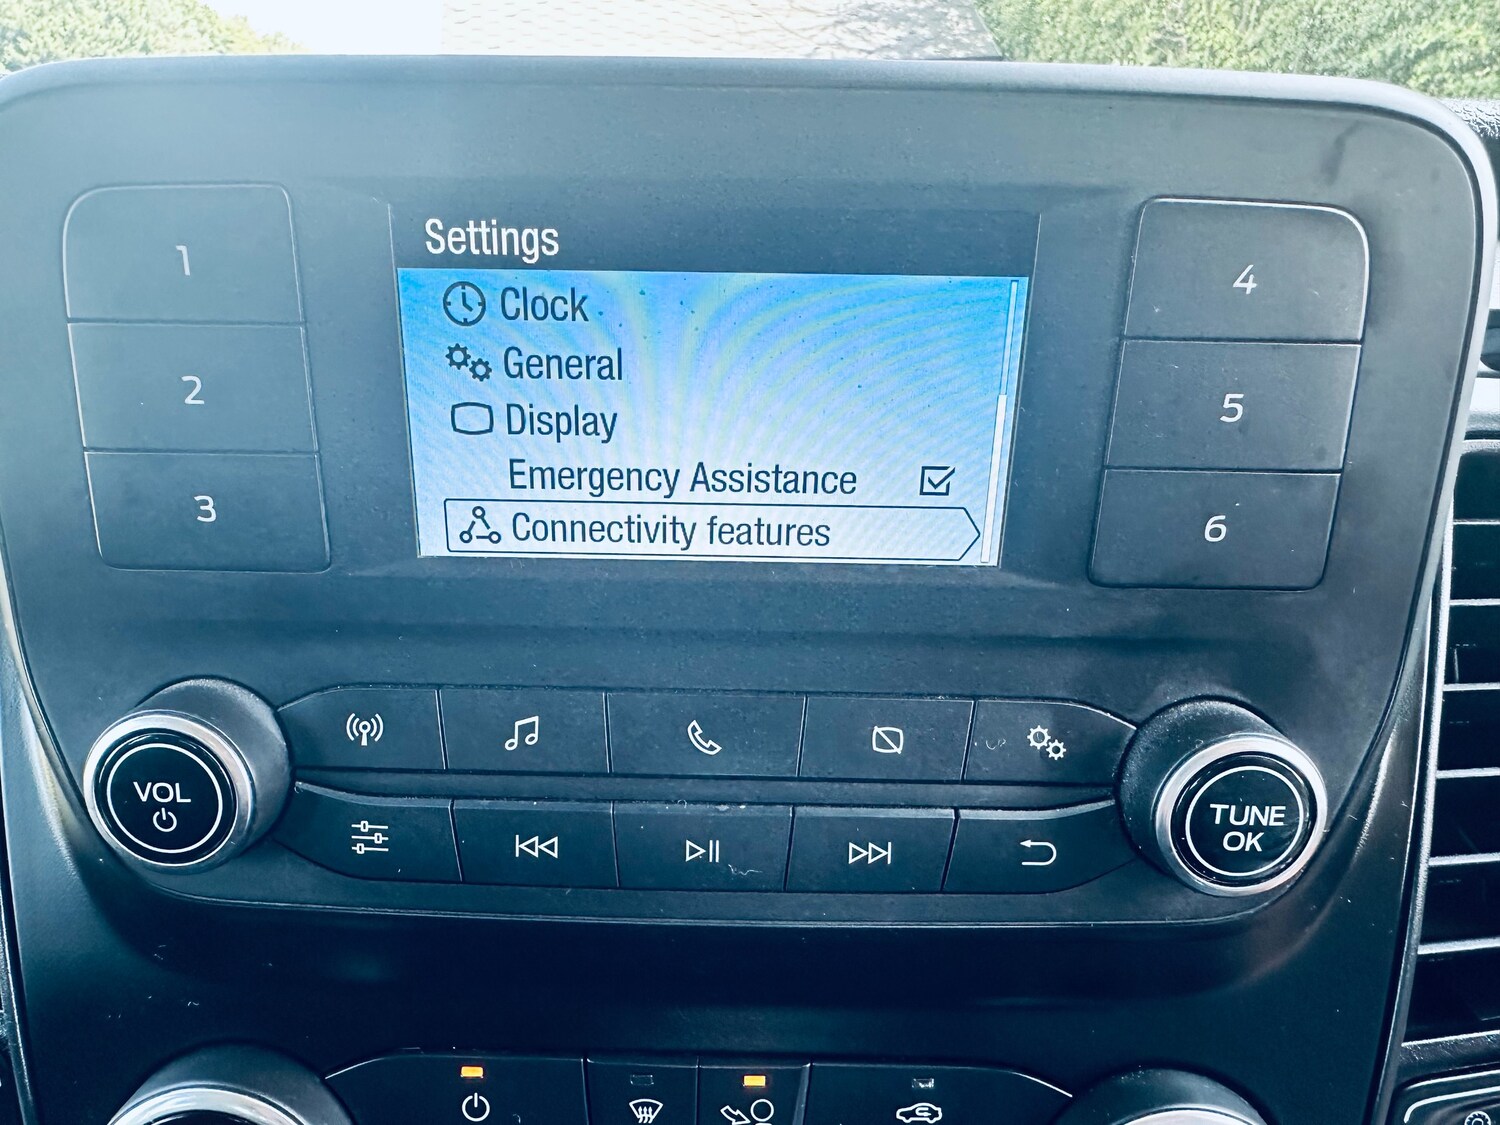 Settings
Clock
General
Display
Emergency Assistance
Connectivity features
1
2
3
4
5
6
VOL
TUNE
OK